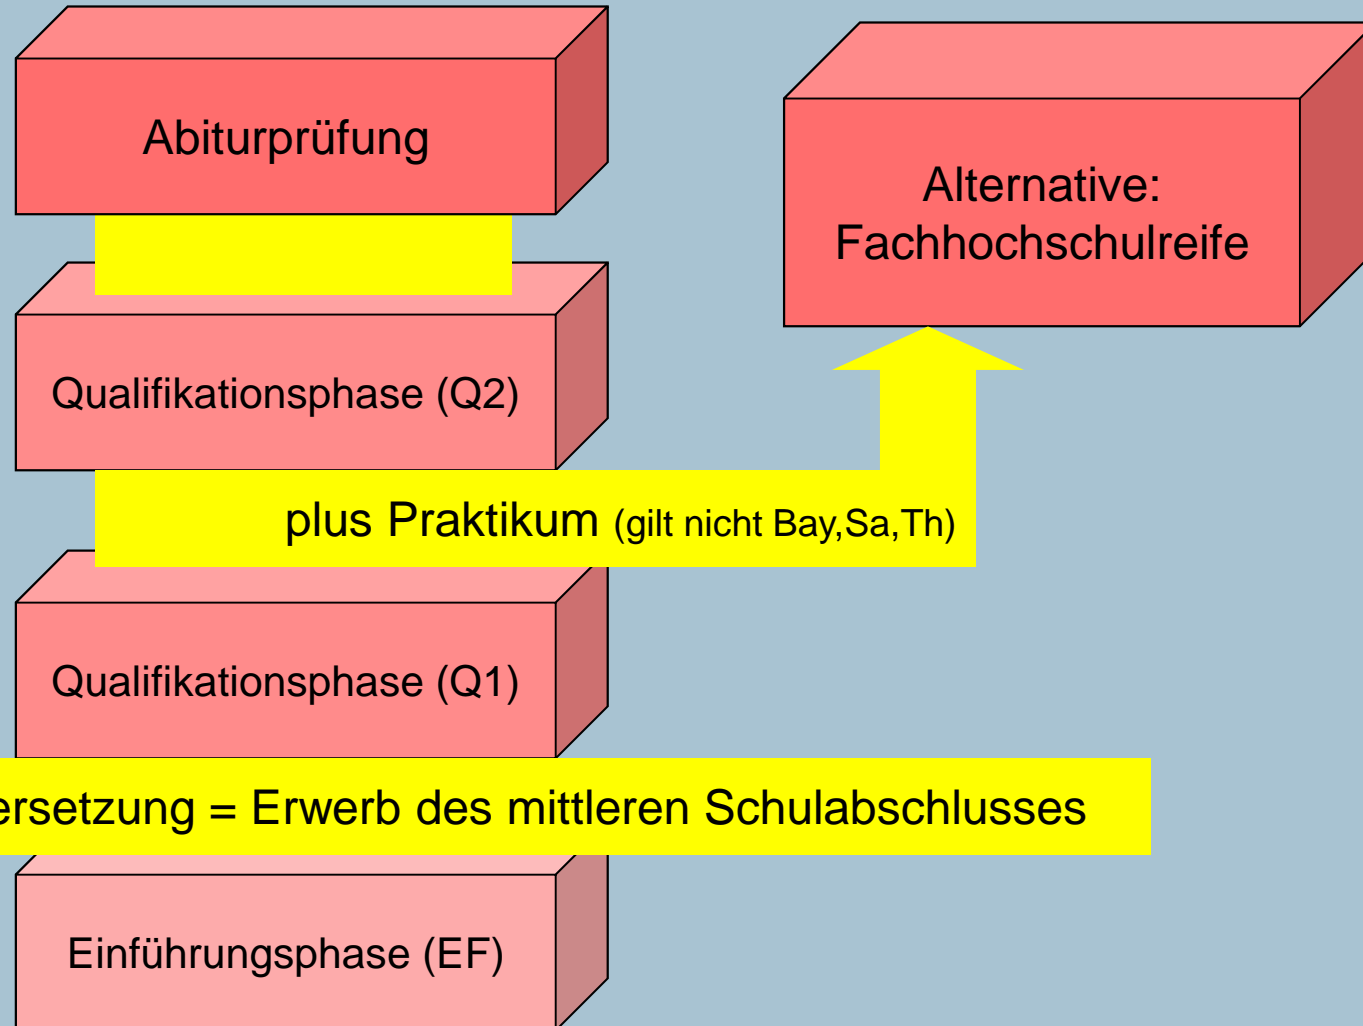 Abiturprüfung
Alternative:
Fachhochschulreife
Qualifikationsphase (Q2)
plus Praktikum (gilt nicht Bay,Sa,Th)
Qualifikationsphase (Q1)
ersetzung = Erwerb des mittleren Schulabschlusses
Einführungsphase (EF)